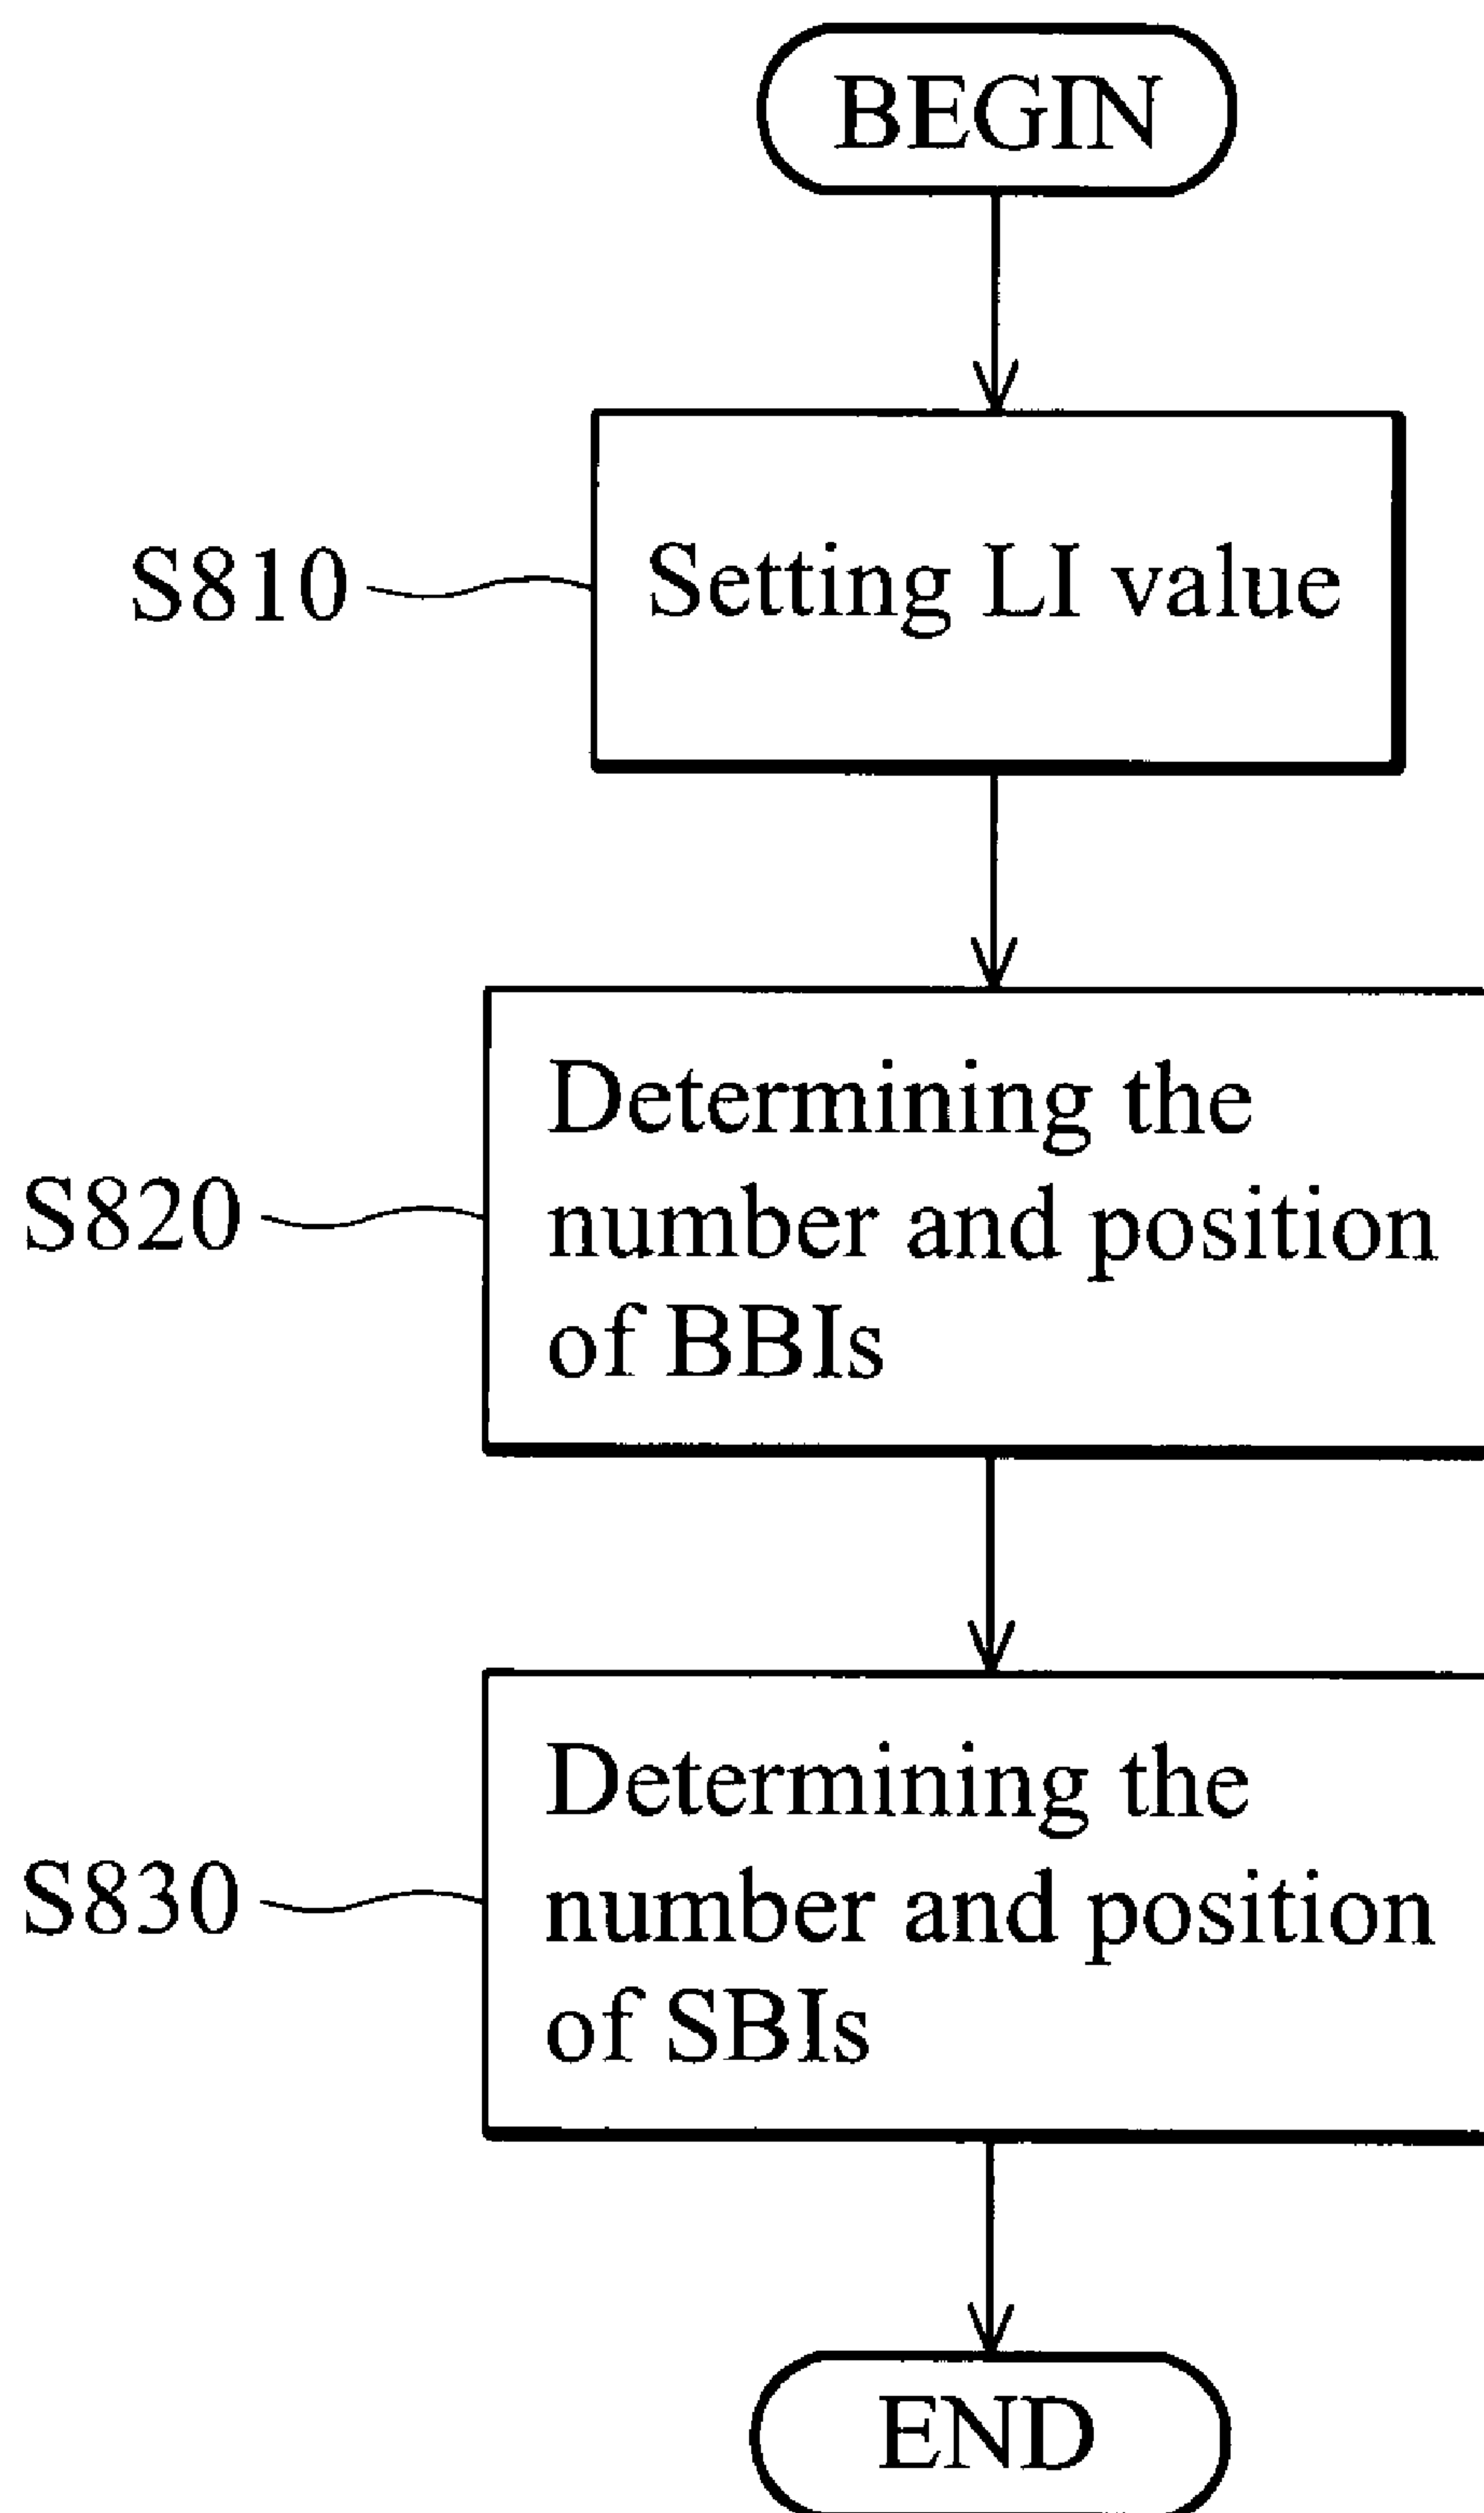 BEGIN
S810
Setting LI value
S820
Determining the
number and position
of BBIs
S830
Determining the
number and position
of SBIs
END